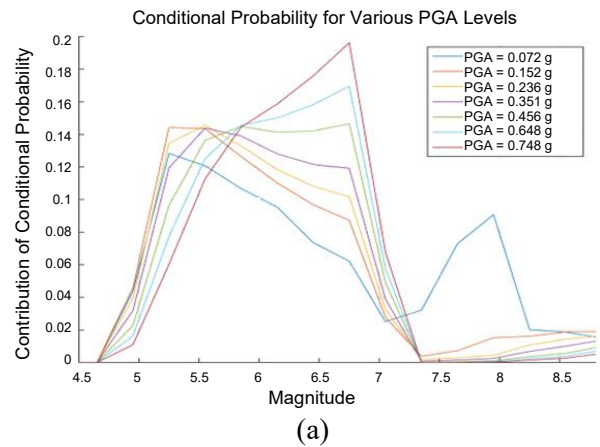 Conditional Probability for Various PGA Levels
Contribution of Conditional Probability
0.2
0.18
0.16
0.14
0.12
0.1
0.08
0.06
0.04
0.02
0
PGA = 0.072 g
PGA = 0.152 g
PGA = 0.236 g
PGA = 0.351 g
PGA = 0.456 g
PGA = 0.648 g
PGA = 0.748 g
4.5 5 5.5 6 6.5 7 7.5 8 8.5
Magnitude
(a)